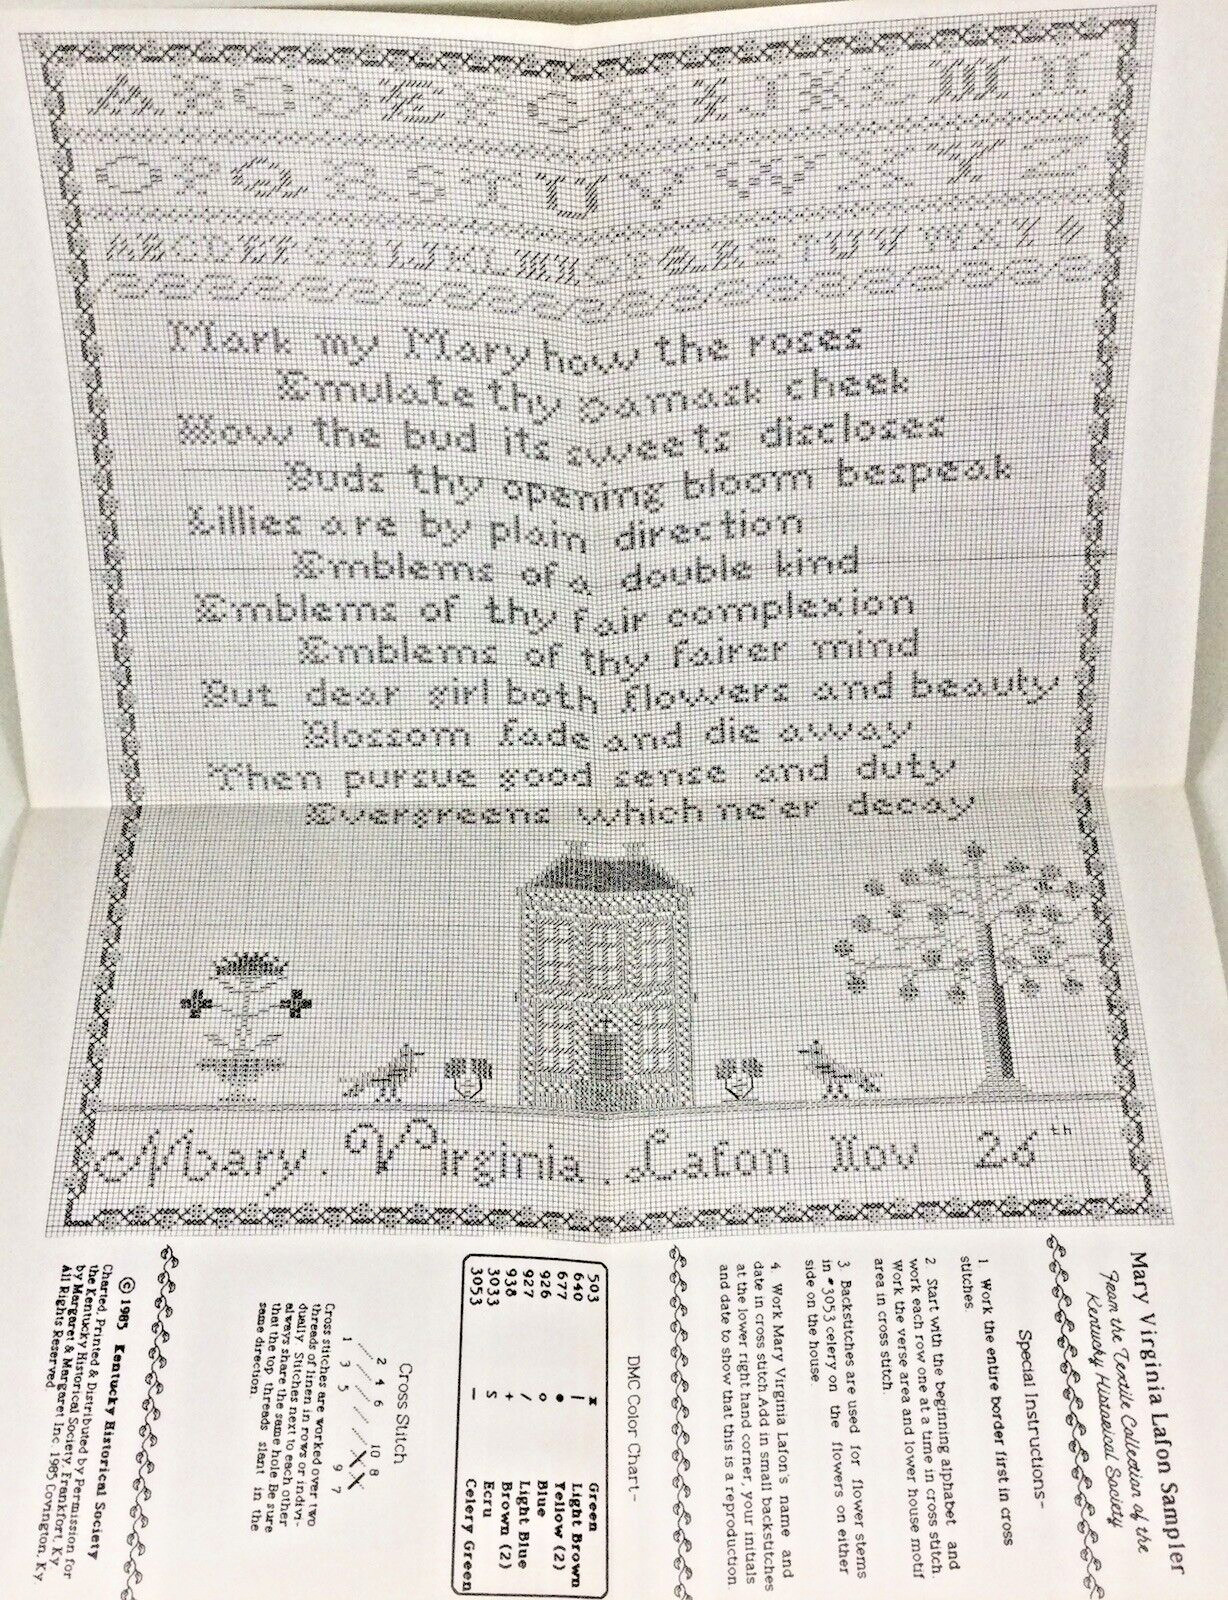 A B C D E F G H I J K L M N
O P Q R S T U V W X Y Z
Mark my Mary how the roses
Emulate thy Damask cheek
How the bud its sweets discloses
Buds thy opening bloom bespeak
Lillies are by plain direction
Emblems of a double kind
Emblems of thy fair complexion
Emblems of thy fairer mind
But dear girl both flowers and beauty
Blossom fade and die away
Then pursue good sense and duty
Evergreens which ne'er decay
Mary. Virginia. Lafon Nov 26th
Mary Virginia Lafon Sampler
From the Textile Collection of the
Kentucky Historical Society
Special Instructions-
1 Work the entire border first in cross
stitches
2 Start with the beginning alphabet and
work each row one at a time in cross stitch.
Work the verse area and lower house motif
area in cross stitch.
3 Backstitches are used for flower stems
in #3053 celery on the flowers on either
side on the house
4. Work Mary Virginia Lafon's name and
date in cross stitch. Add in small backstitches
at the lower right hand corner, your initials
and date to show that this is a reproduction.
DMC Color Chart-
503 x Green
640 | Light Brown
677 • Yellow (2)
926 o Blue
927 / Light Blue
938 + Brown (2)
3033 S Ecru
3053 — Celery Green
Cross Stitch
2 4 6 10 8
1 3 5 9 7
Cross stitches are worked over two
threads of linen in rows or indivi-
dually Stitches next to each other
always share the same hole Be sure
that the top threads slant in the
same direction
© 1985 Kentucky Historical Society
Charted, Printed & Distributed by Permission for
the Kentucky Historical Society, Frankfort, Ky
by Margaret & Margaret Inc 1985 Covington, Ky
All Rights Reserved